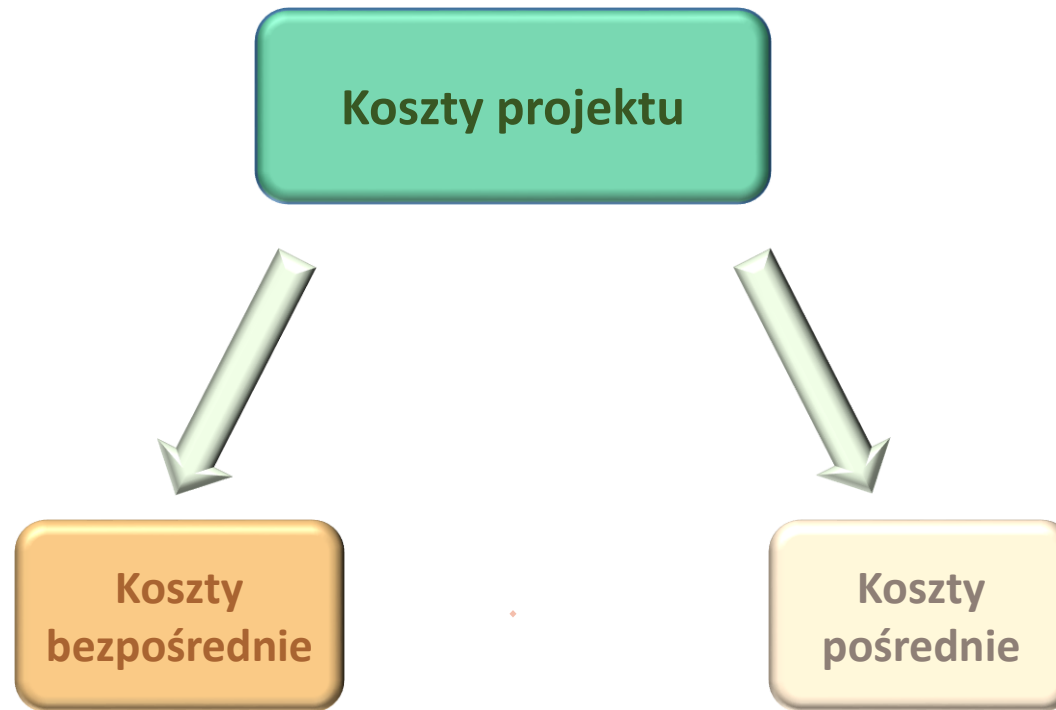 Koszty projektu
Koszty
bezpośrednie
Koszty
pośrednie